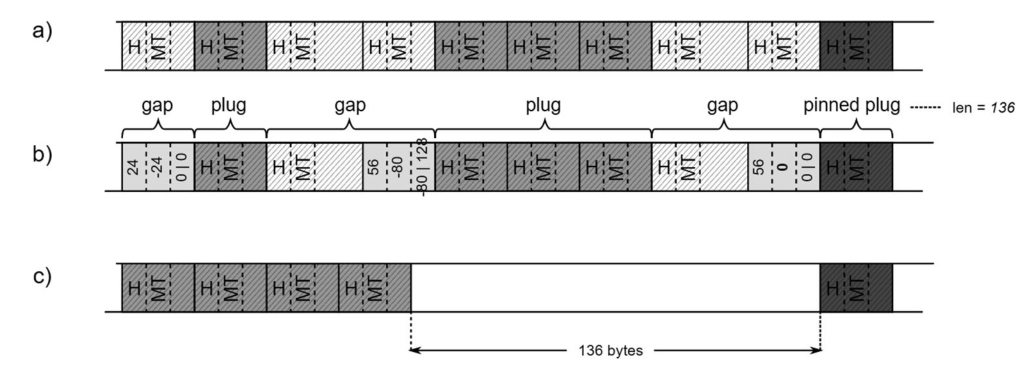 a) H MT H MT H MT H MT H MT H MT H MT H MT H MT H MT
gap plug gap plug gap pinned plug len = 136
b) 24 -24 0 | 0 H MT H MT 56 -80 -80 | 128 H MT H MT H MT H MT 56 0 0 | 0 H MT
c) H MT H MT H MT H MT H MT
136 bytes